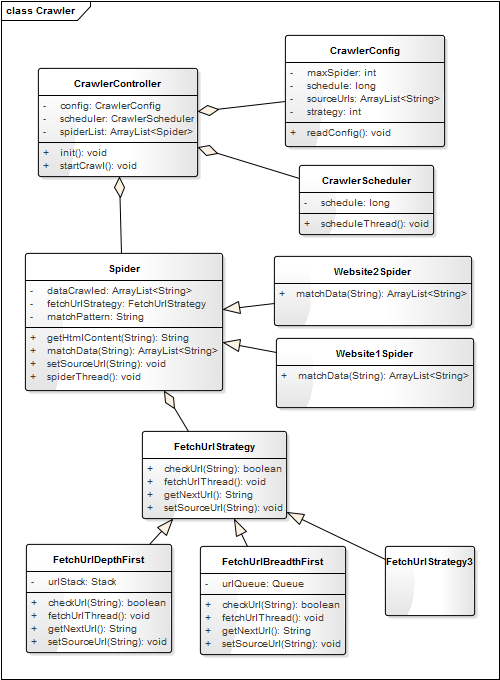 class Crawler
CrawlerController
- config: CrawlerConfig
- scheduler: CrawlerScheduler
- spiderList: ArrayList<Spider>
+ init(): void
+ startCrawl(): void
CrawlerConfig
- maxSpider: int
- schedule: long
- sourceUrls: ArrayList<String>
- strategy: int
+ readConfig(): void
CrawlerScheduler
- schedule: long
+ scheduleThread(): void
Spider
- dataCrawled: ArrayList<String>
- fetchUrlStrategy: FetchUrlStrategy
- matchPattern: String
+ getHtmlContent(String): String
+ matchData(String): ArrayList<String>
+ setSourceUrl(String): void
+ spiderThread(): void
Website2Spider
+ matchData(String): ArrayList<String>
Website1Spider
+ matchData(String): ArrayList<String>
FetchUrlStrategy
+ checkUrl(String): boolean
+ fetchUrlThread(): void
+ getNextUrl(): String
+ setSourceUrl(String): void
FetchUrlDepthFirst
- urlStack: Stack
+ checkUrl(String): boolean
+ fetchUrlThread(): void
+ getNextUrl(): String
+ setSourceUrl(String): void
FetchUrlBreadthFirst
- urlQueue: Queue
+ checkUrl(String): boolean
+ fetchUrlThread(): void
+ getNextUrl(): String
+ setSourceUrl(String): void
FetchUrlStrategy3